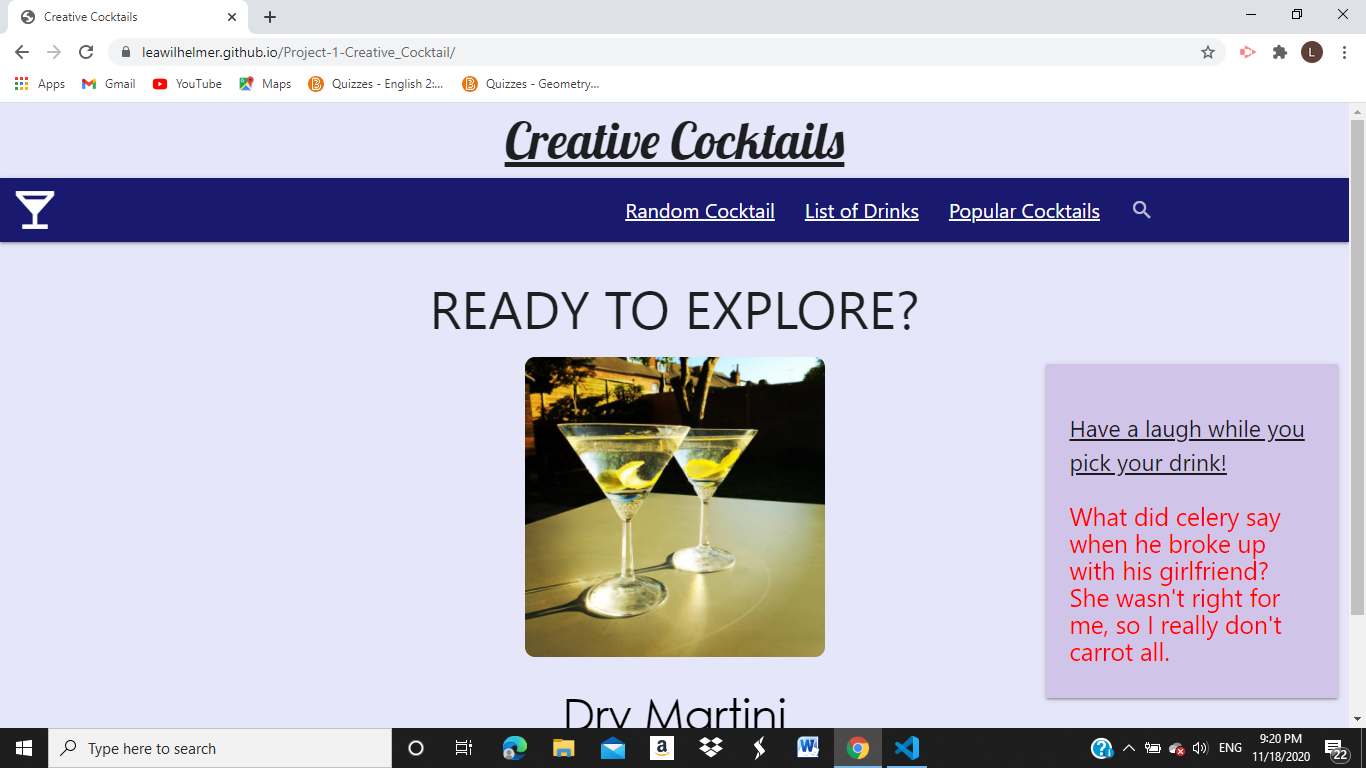 Creative Cocktails
leawilhelmer.github.io/Project-1-Creative_Cocktail/
L
Apps Gmail YouTube Maps Quizzes - English 2:... Quizzes - Geometry...
Creative Cocktails
Random Cocktail List of Drinks Popular Cocktails
READY TO EXPLORE?
Have a laugh while you
pick your drink!
What did celery say
when he broke up
with his girlfriend?
She wasn't right for
me, so I really don't
carrot all.
Dry Martini
Type here to search
ENG
9:20 PM
11/18/2020
22